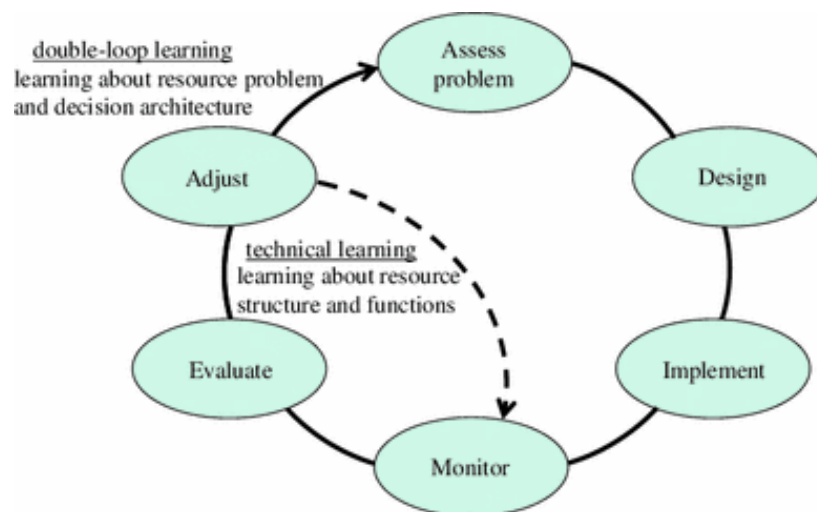 double-loop learning
learning about resource problem
and decision architecture
Assess
problem
Adjust
Design
technical learning
learning about resource
structure and functions
Evaluate
Implement
Monitor